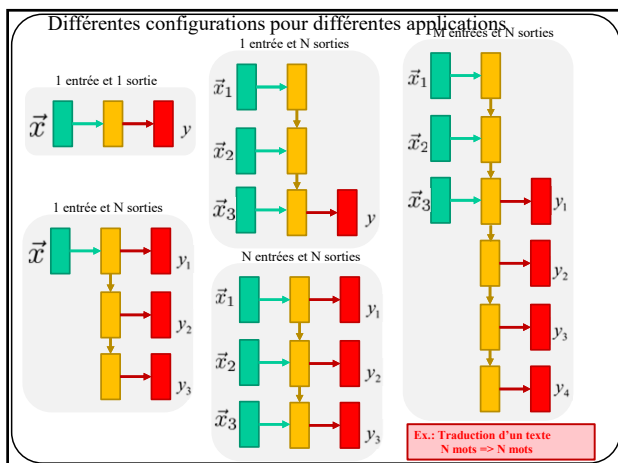 Différentes configurations pour différentes applications
1 entrée et 1 sortie
x⃗
y
1 entrée et N sorties
x⃗
y₁
y₂
y₃
1 entrée et N sorties
x⃗₁
x⃗₂
x⃗₃
y
N entrées et N sorties
x⃗₁
y₁
x⃗₂
y₂
x⃗₃
y₃
M entrées et N sorties
x⃗₁
x⃗₂
x⃗₃
y₁
y₂
y₃
y₄
Ex.: Traduction d’un texte
N mots => N mots